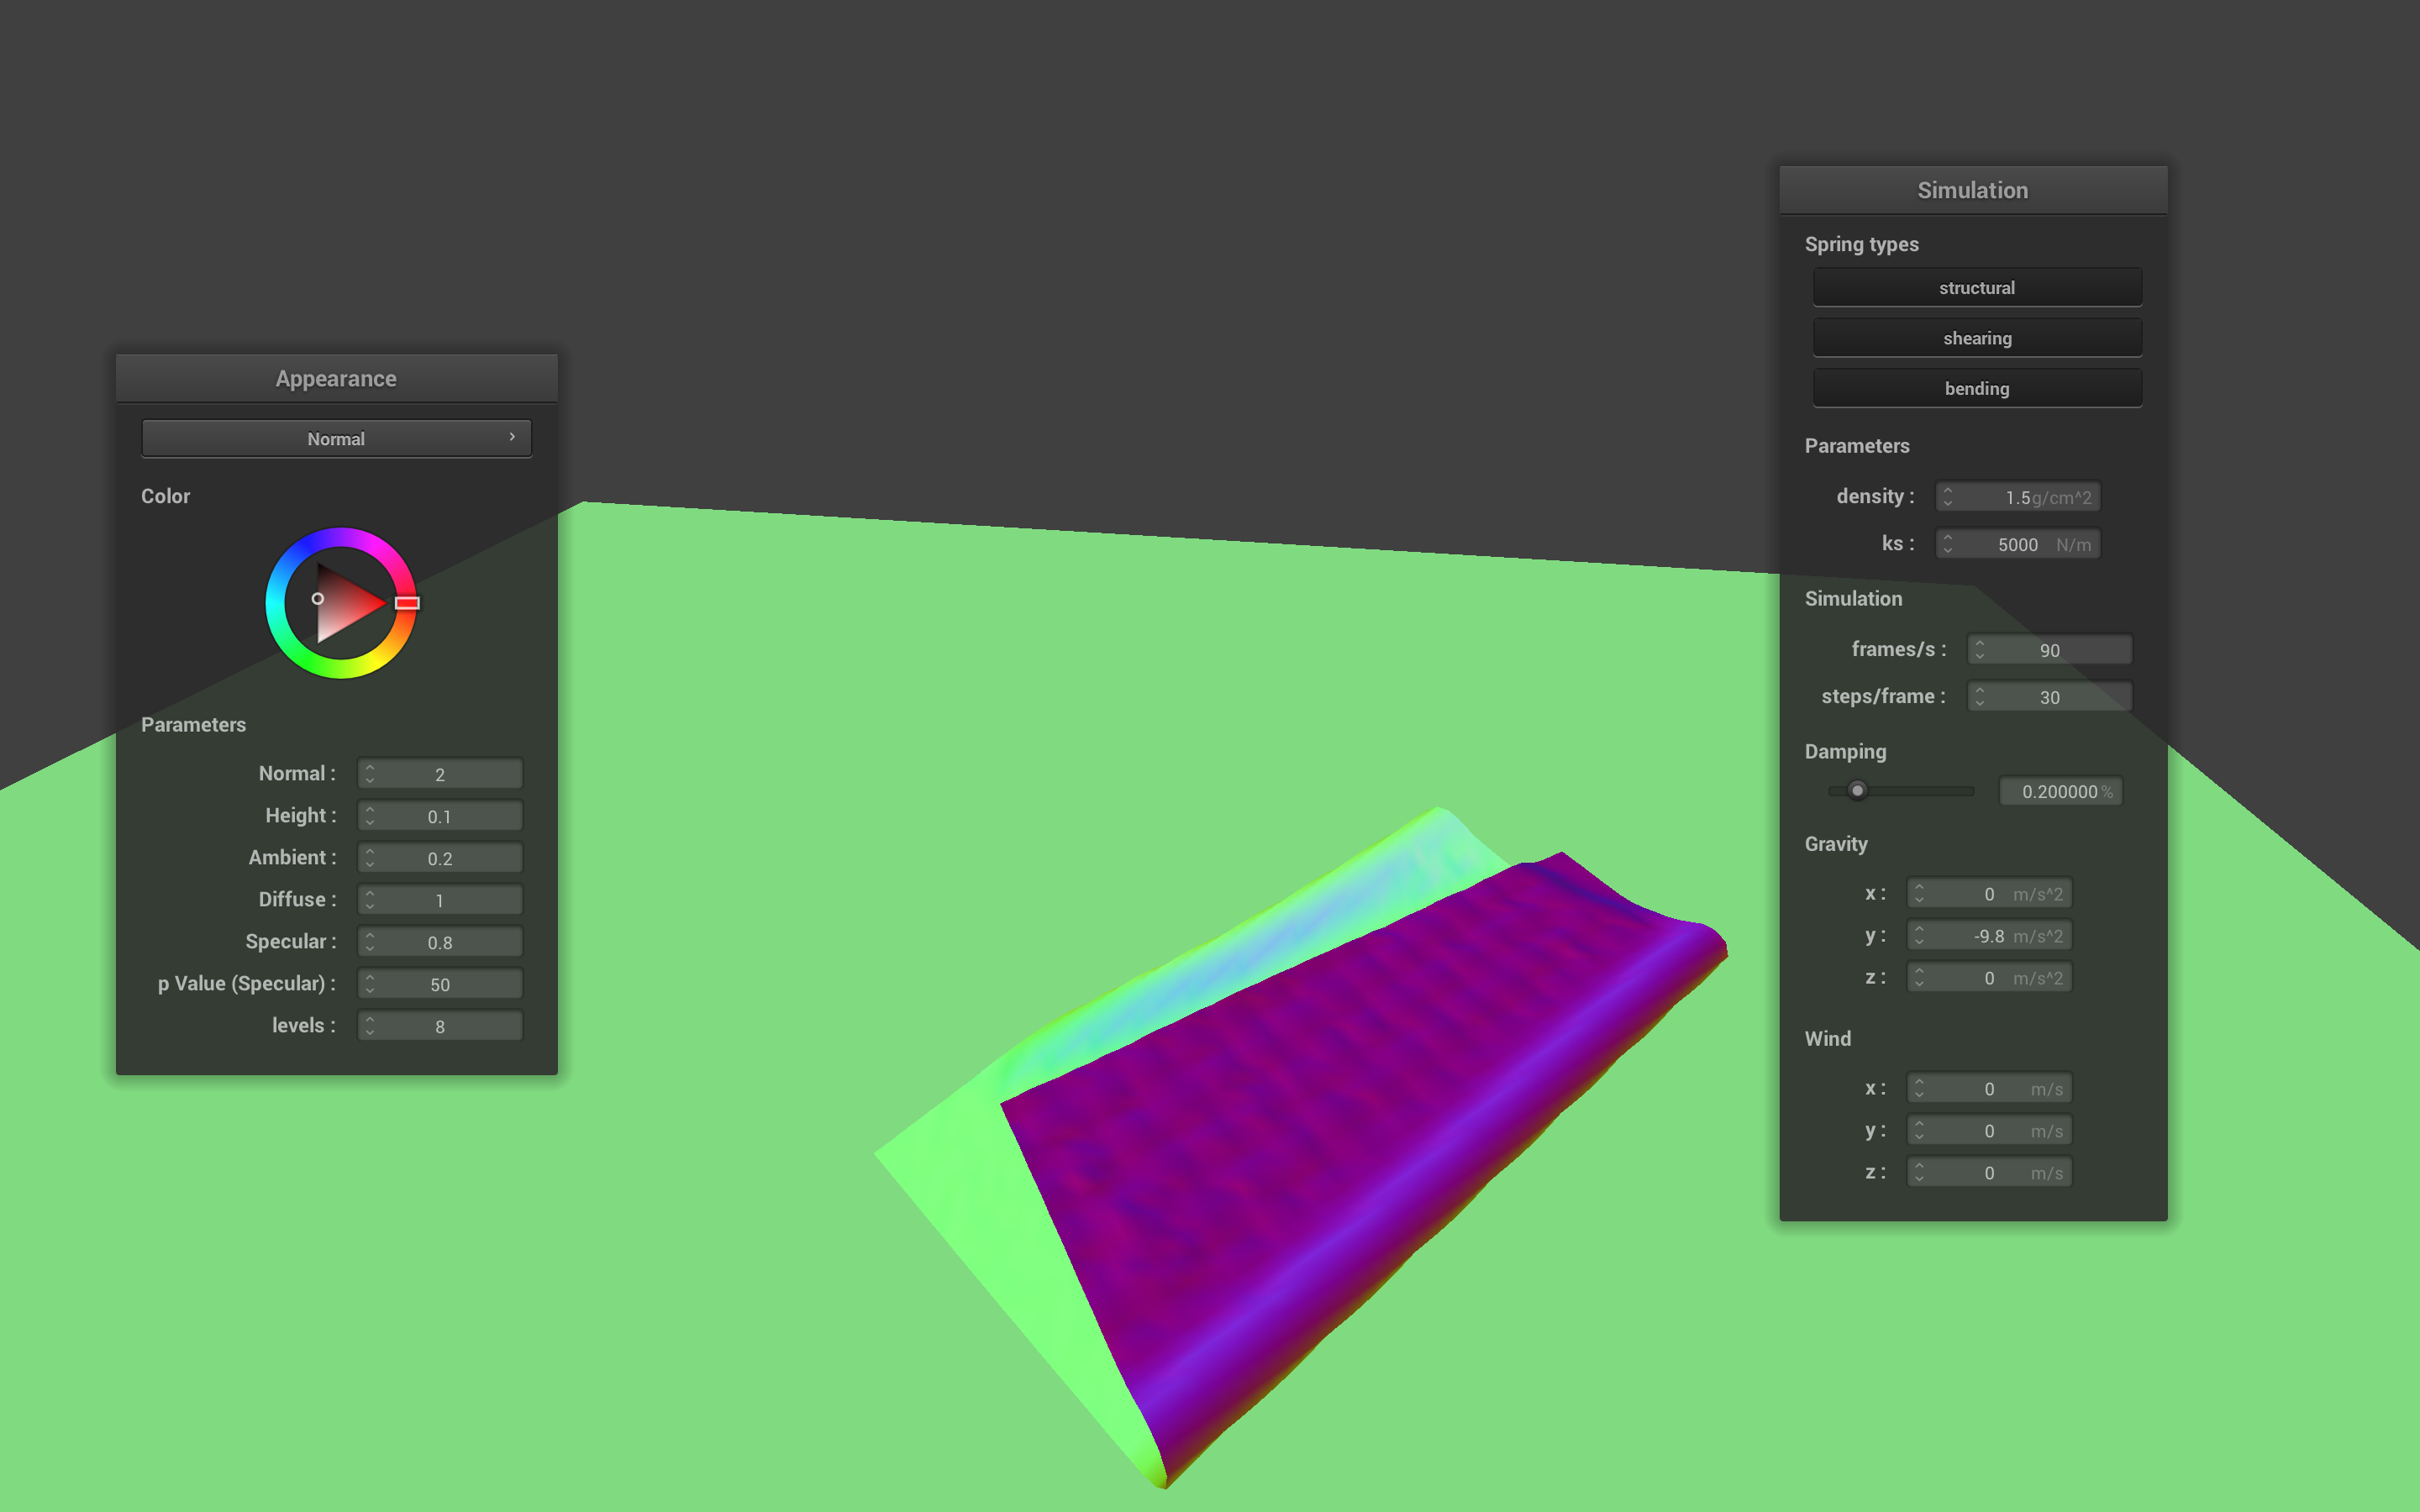 Appearance
Normal
Color
Parameters
Normal : 2
Height : 0.1
Ambient : 0.2
Diffuse : 1
Specular : 0.8
p Value (Specular) : 50
levels : 8
Simulation
Spring types
structural
shearing
bending
Parameters
density : 1.5 g/cm^2
ks : 5000 N/m
Simulation
frames/s : 90
steps/frame : 30
Damping
0.200000 %
Gravity
x : 0 m/s^2
y : -9.8 m/s^2
z : 0 m/s^2
Wind
x : 0 m/s
y : 0 m/s
z : 0 m/s